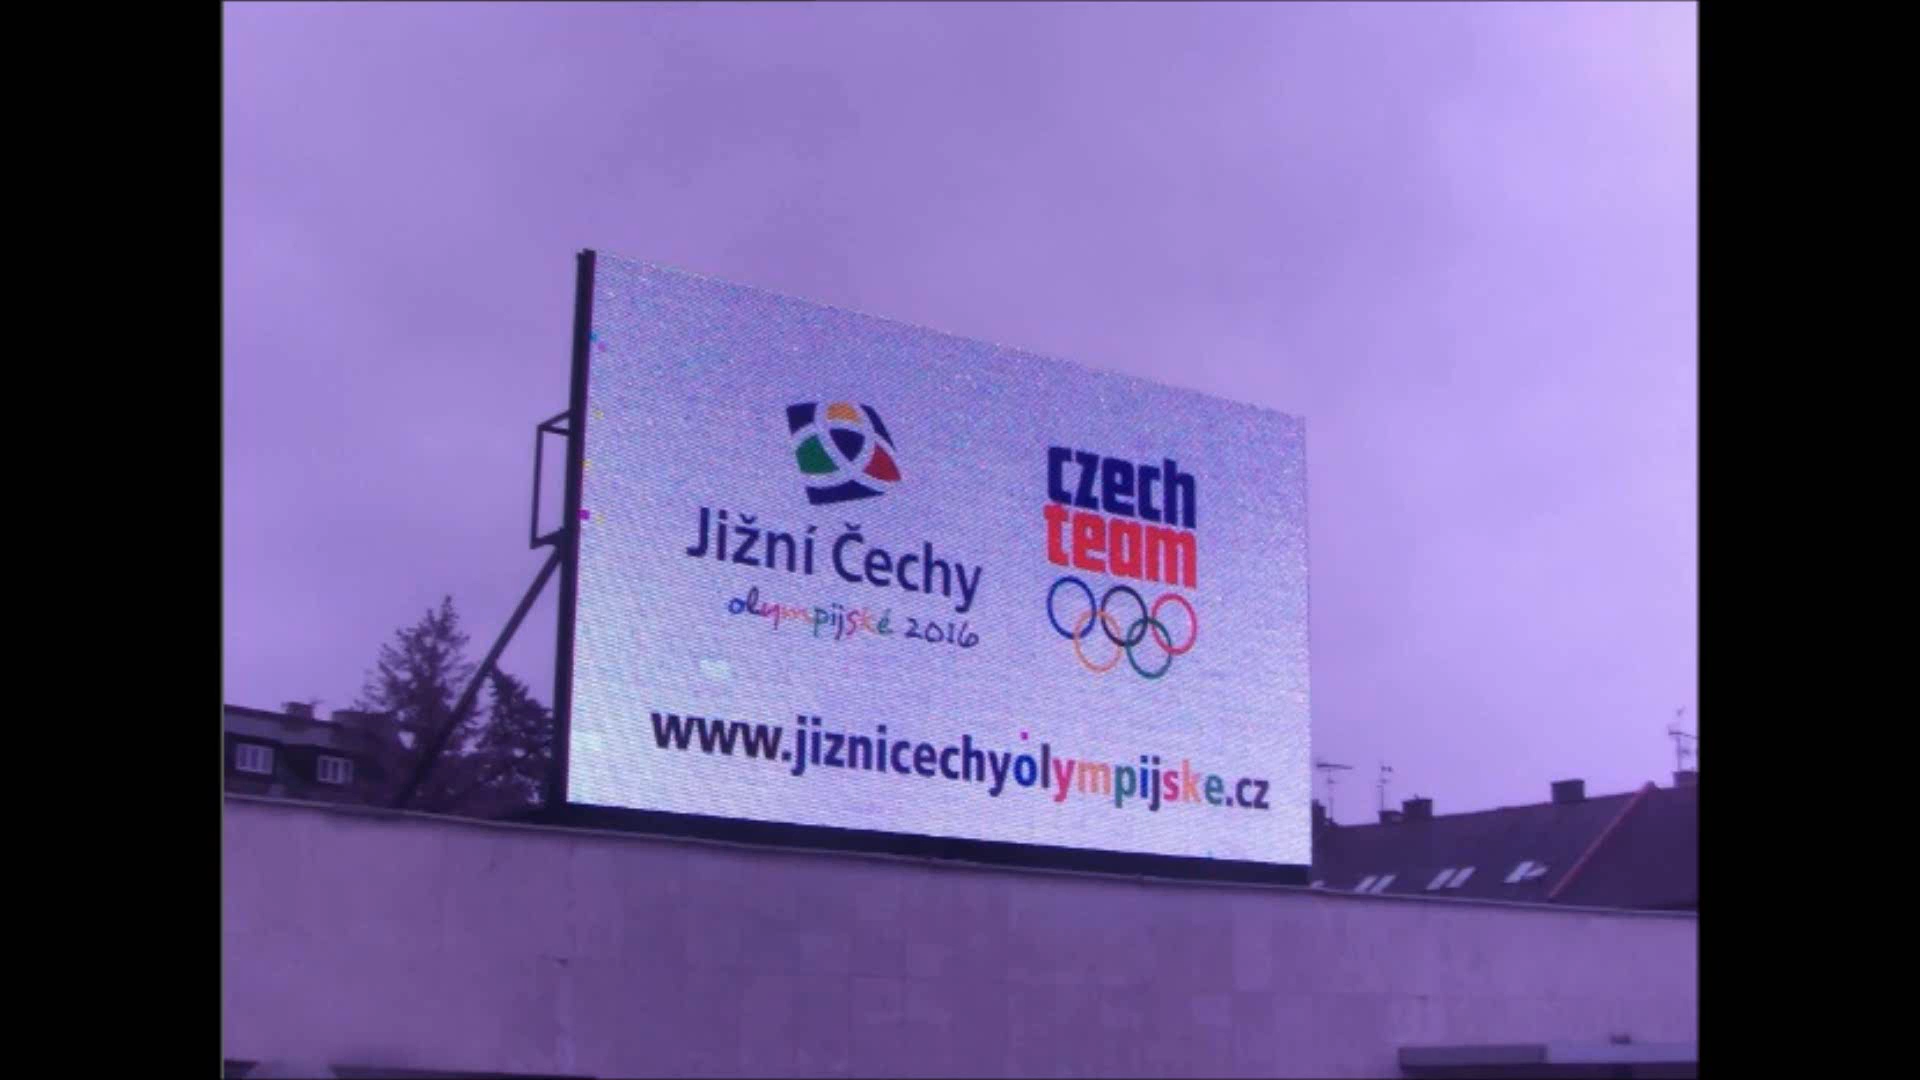 Jižní Čechy
olympijské 2016
czech
team
www.jiznicechyolympijske.cz